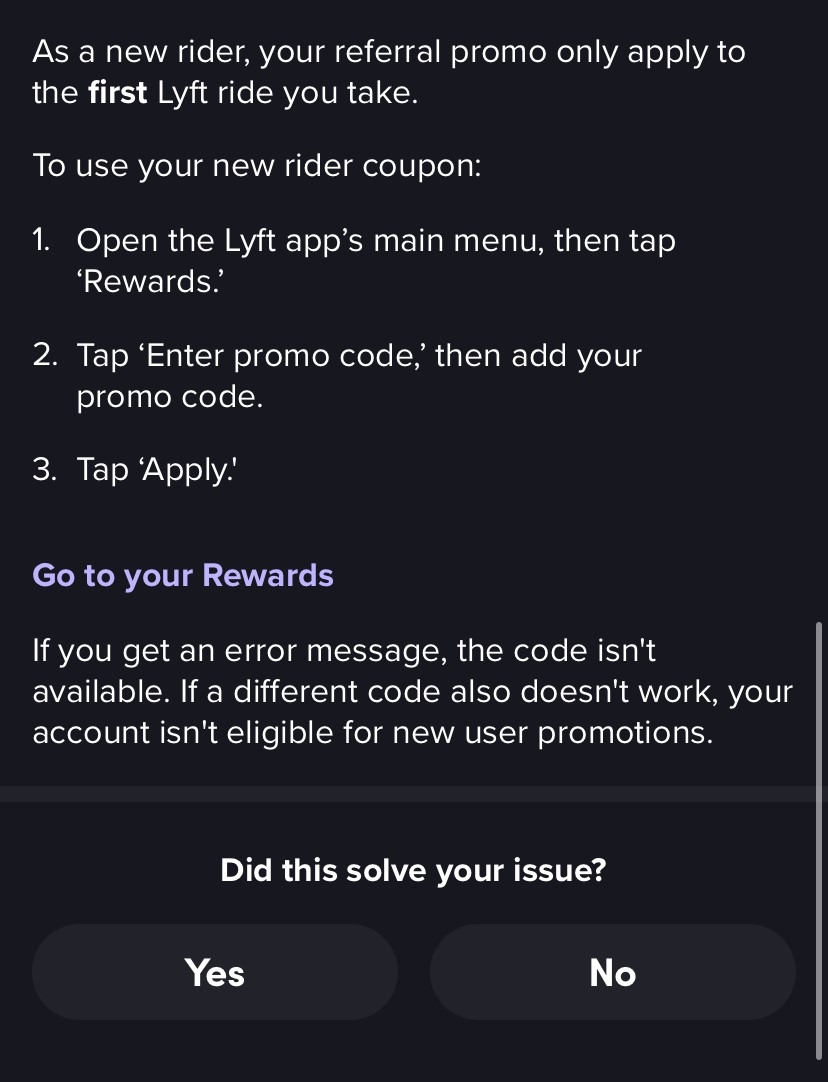 As a new rider, your referral promo only apply to
the first Lyft ride you take.
To use your new rider coupon:
1. Open the Lyft app’s main menu, then tap
‘Rewards.’
2. Tap ‘Enter promo code,’ then add your
promo code.
3. Tap ‘Apply.'
Go to your Rewards
If you get an error message, the code isn't
available. If a different code also doesn't work, your
account isn't eligible for new user promotions.
Did this solve your issue?
Yes No